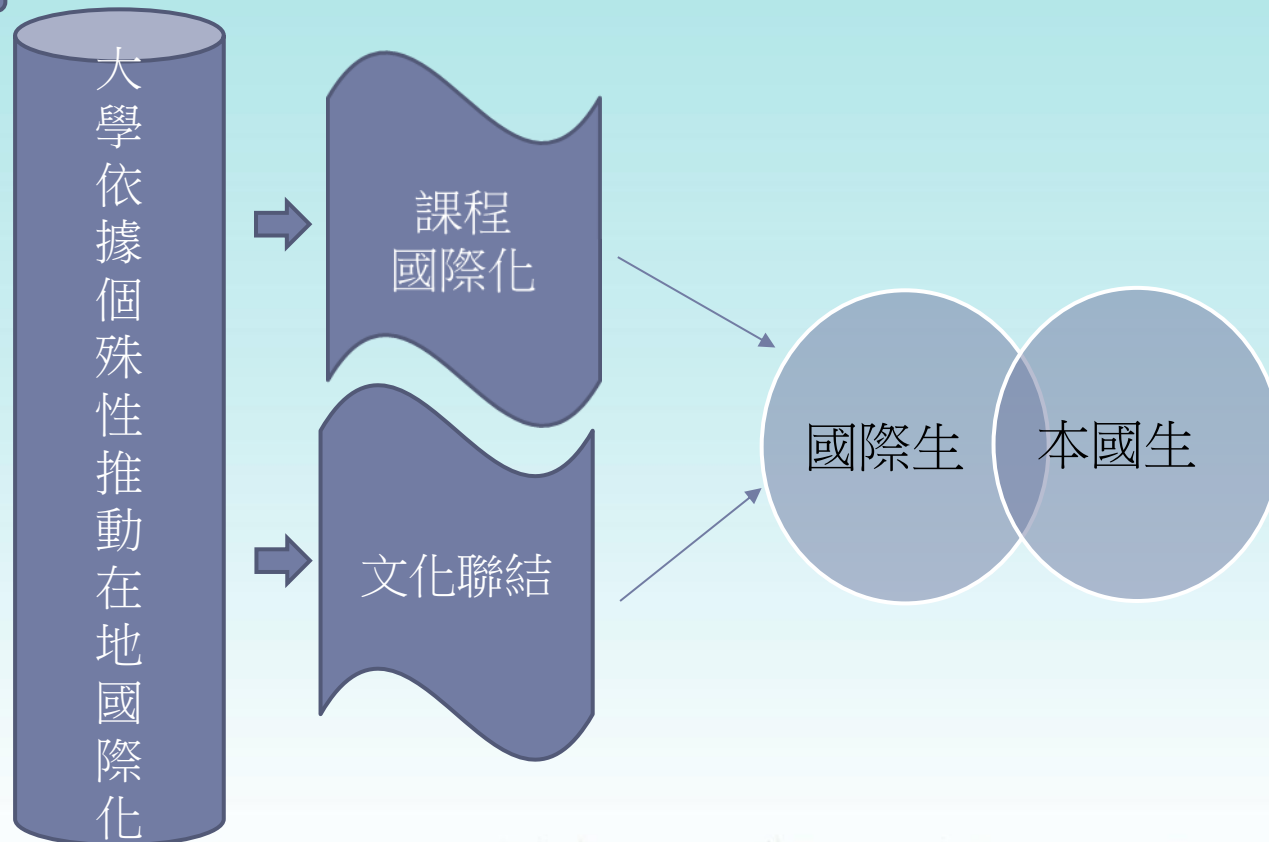 大學依據個殊性推動在地國際化
課程
國際化
文化聯結
國際生
本國生